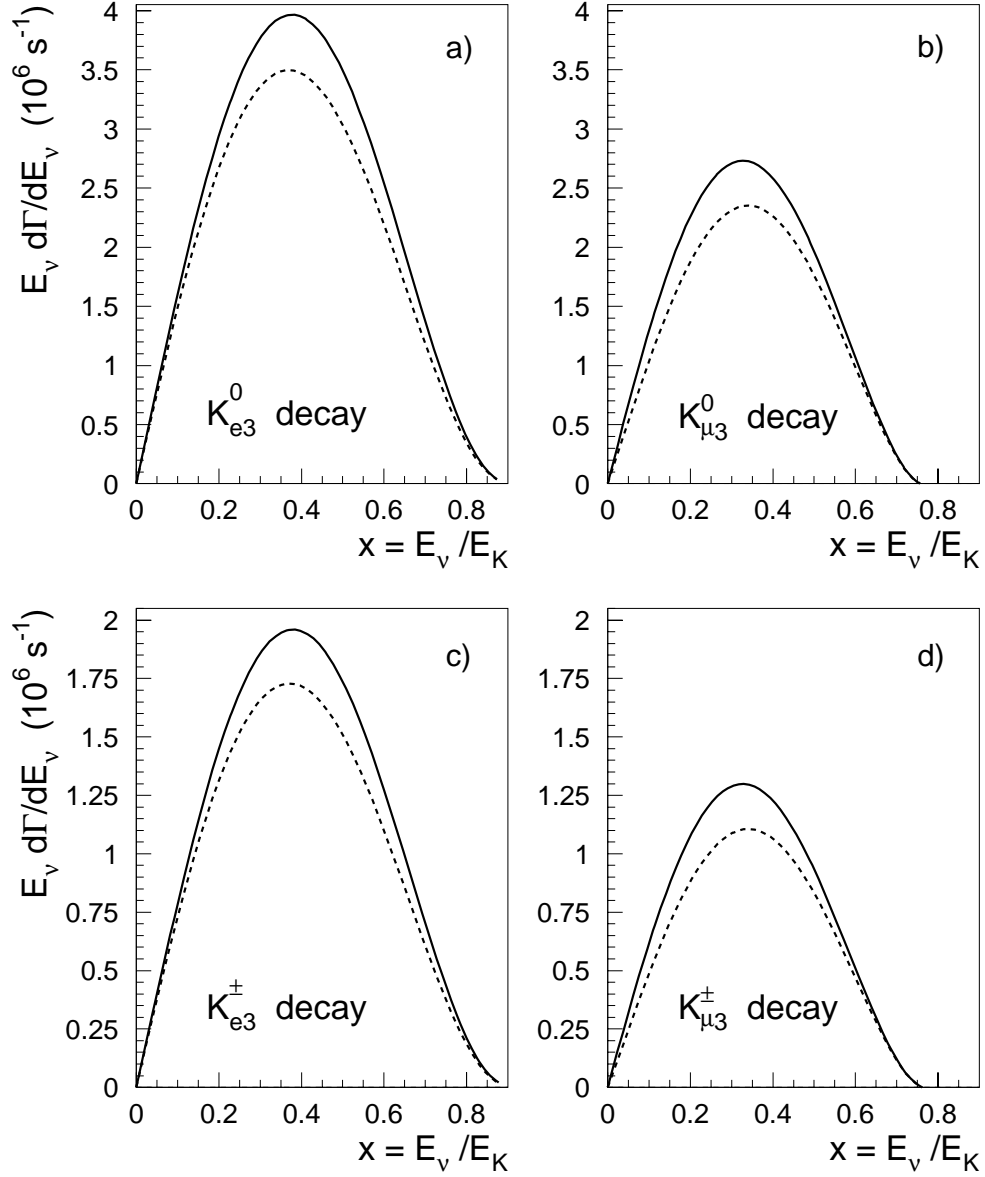 E_ν dΓ/dE_ν (10^6 s^-1)
4
3.5
3
2.5
2
1.5
1
0.5
0
a)
K^0_e3 decay
0 0.2 0.4 0.6 0.8
x = E_ν /E_K
4
3.5
3
2.5
2
1.5
1
0.5
0
b)
K^0_μ3 decay
0 0.2 0.4 0.6 0.8
x = E_ν /E_K
E_ν dΓ/dE_ν (10^6 s^-1)
2
1.75
1.5
1.25
1
0.75
0.5
0.25
0
c)
K^±_e3 decay
0 0.2 0.4 0.6 0.8
x = E_ν /E_K
2
1.75
1.5
1.25
1
0.75
0.5
0.25
0
d)
K^±_μ3 decay
0 0.2 0.4 0.6 0.8
x = E_ν /E_K